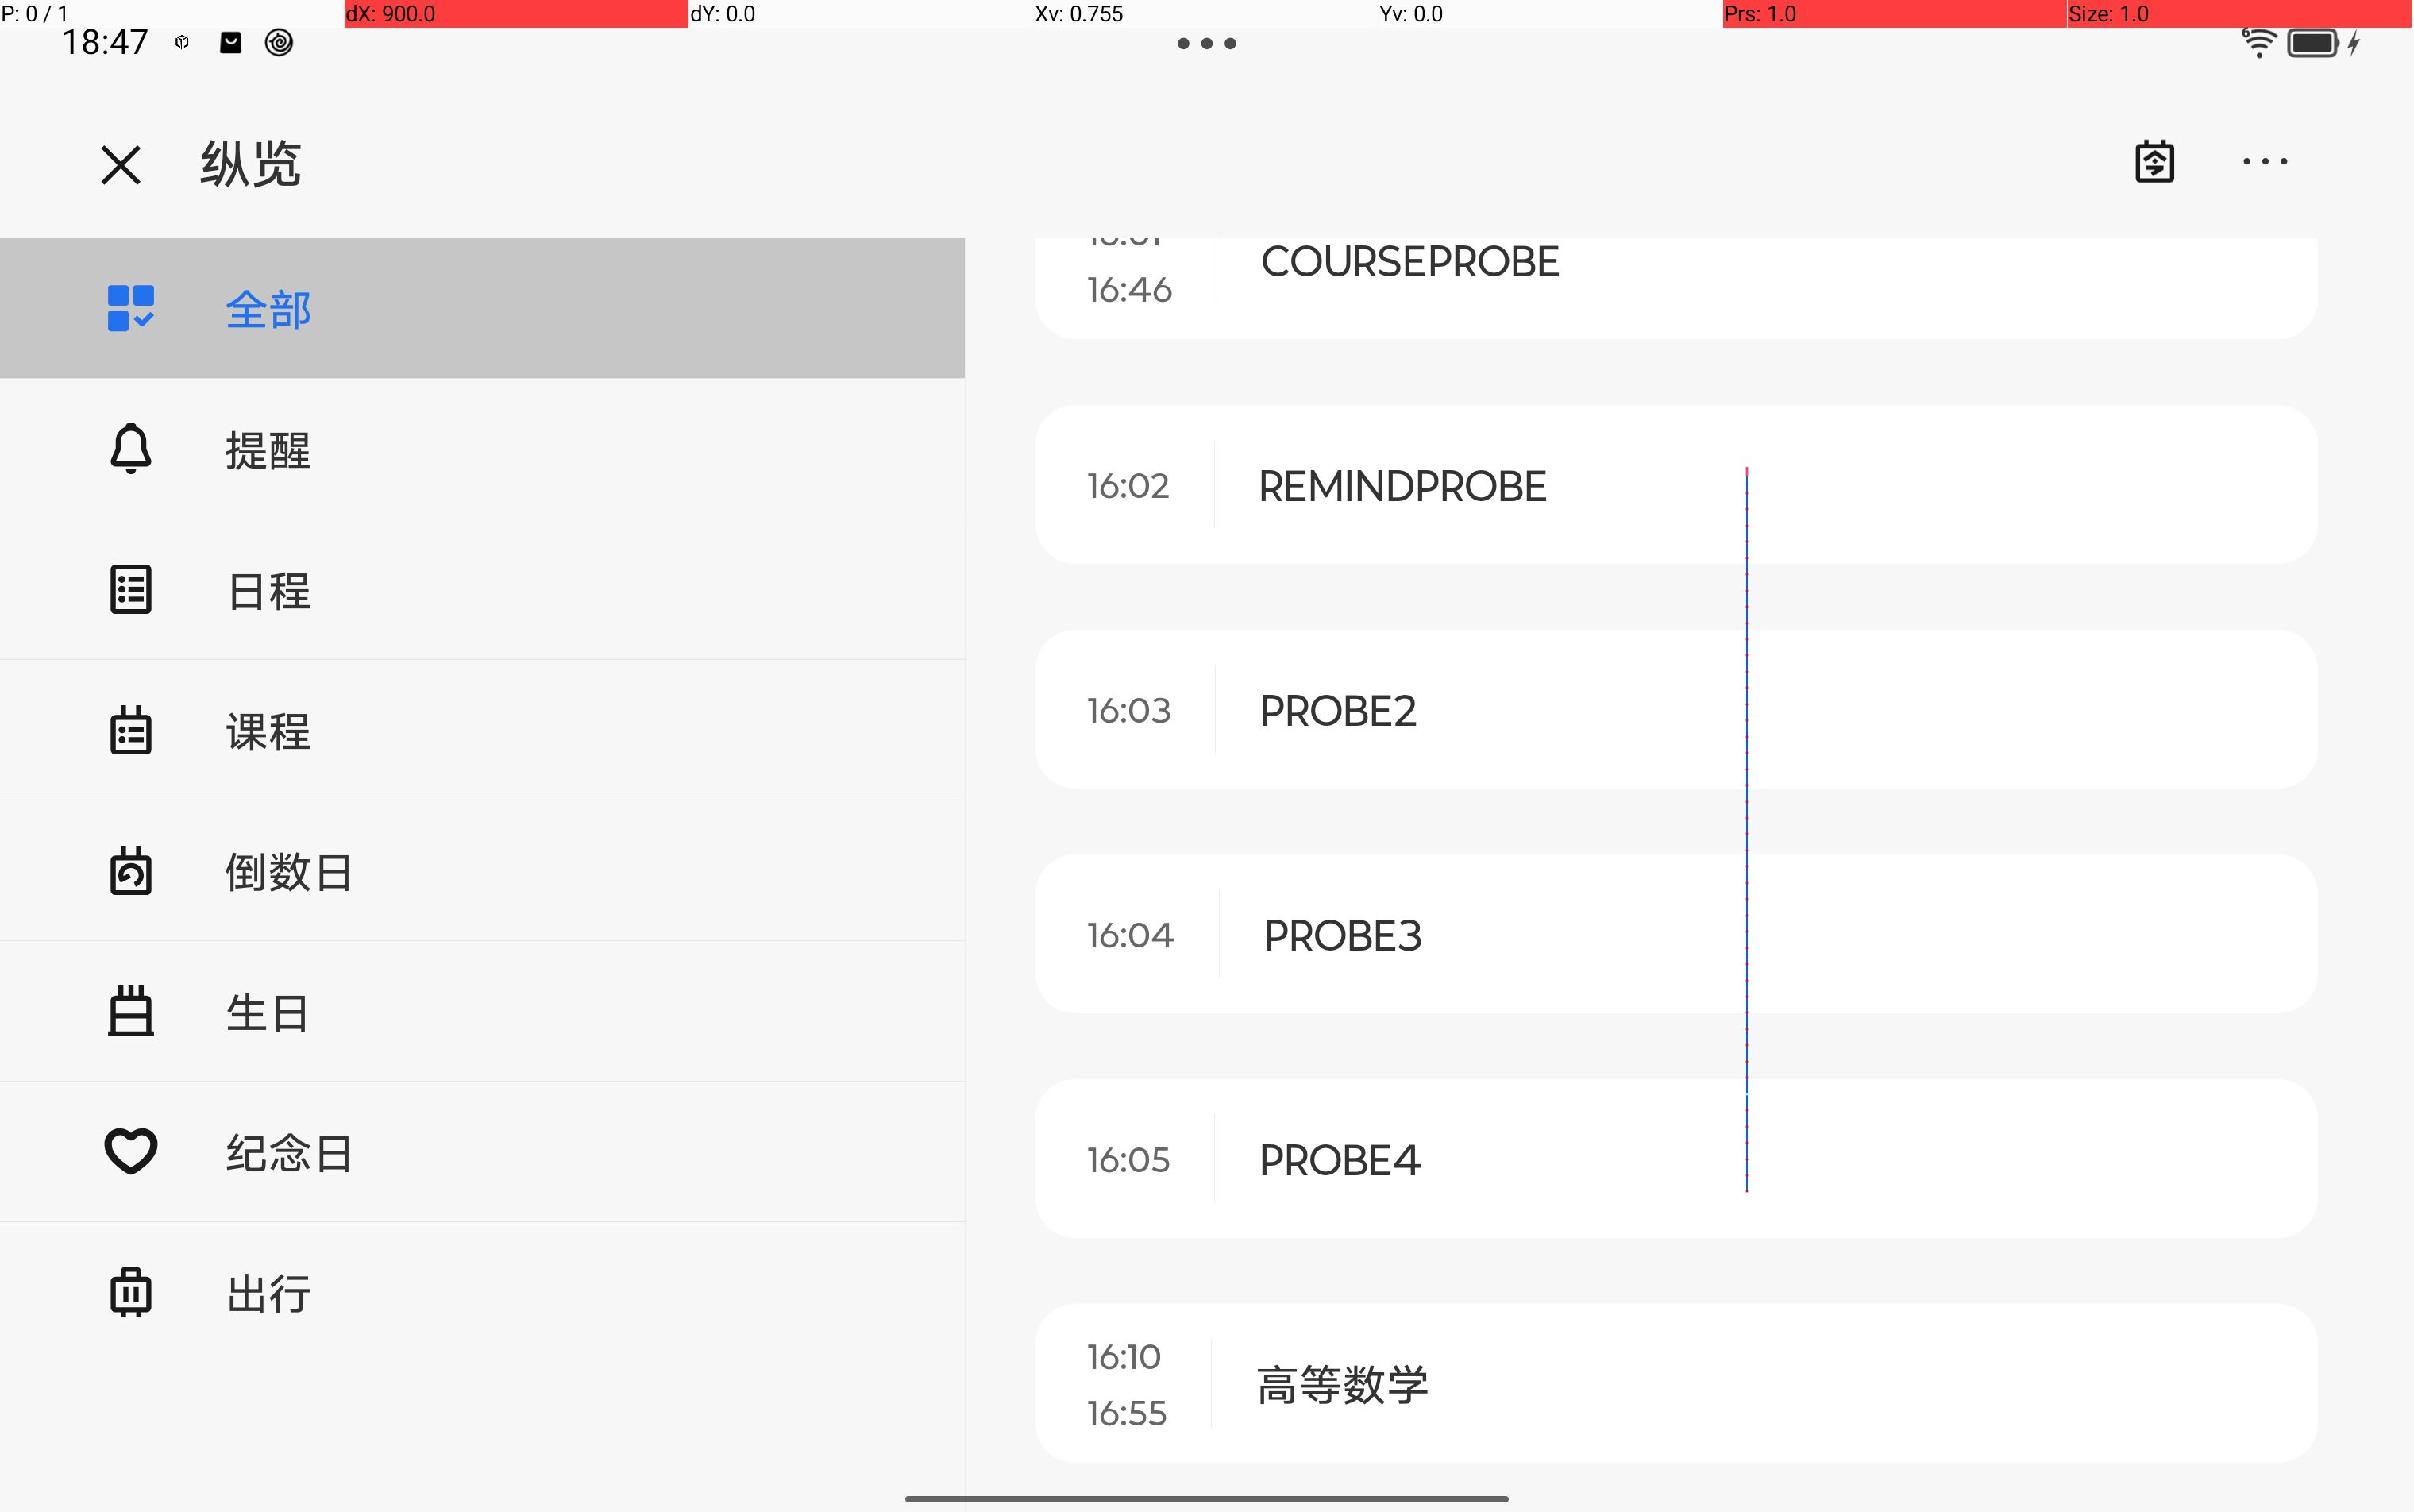 P: 0 / 1
dX: 900.0
dY: 0.0
Xv: 0.755
Yv: 0.0
Prs: 1.0
Size: 1.0
18:47
6
纵览
今
全部
提醒
日程
课程
倒数日
生日
纪念日
出行
16:46
COURSEPROBE
16:02
REMINDPROBE
16:03
PROBE2
16:04
PROBE3
16:05
PROBE4
16:10
16:55
高等数学